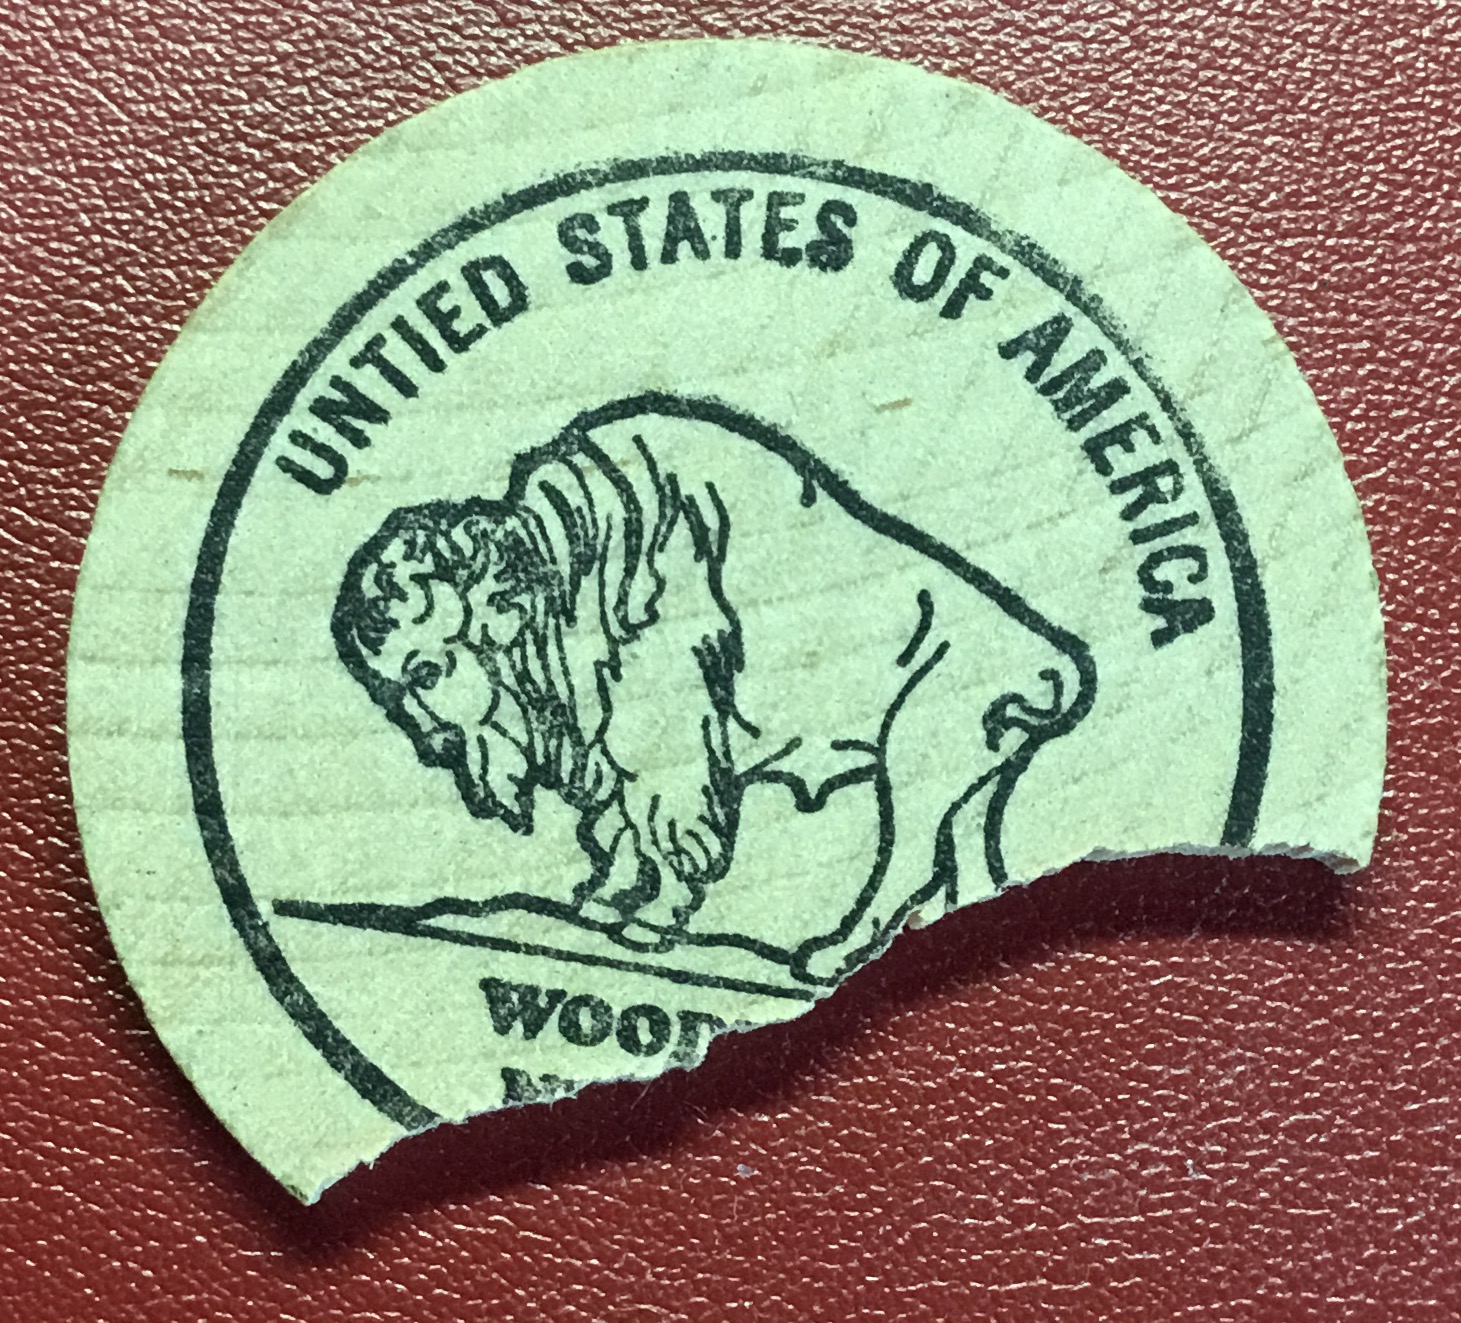 UNTIED STATES OF AMERICA
WOOD